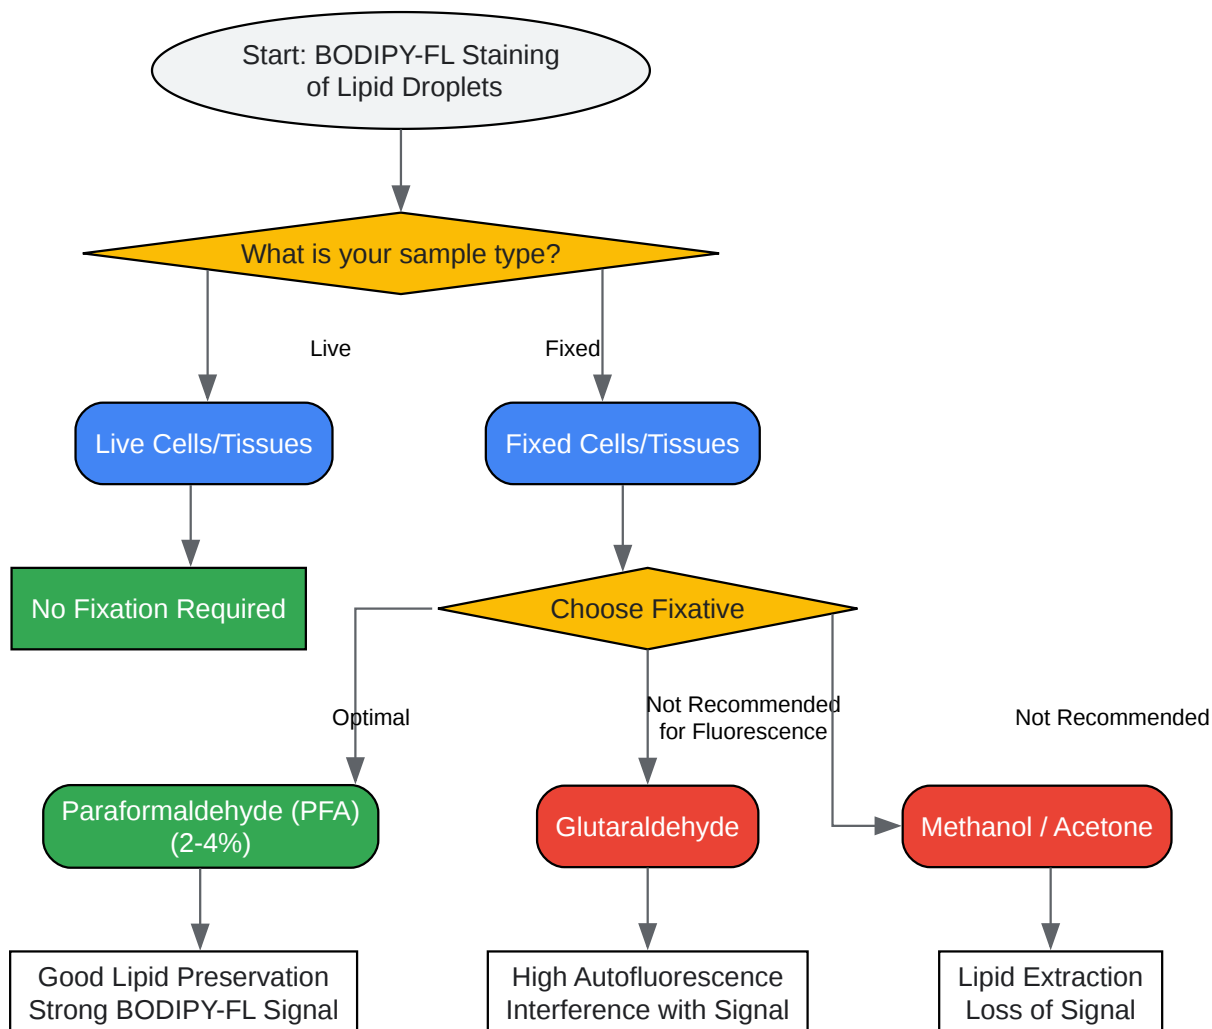 Start: BODIPY-FL Staining
of Lipid Droplets
What is your sample type?
Live
Fixed
Live Cells/Tissues
Fixed Cells/Tissues
No Fixation Required
Choose Fixative
Optimal
Not Recommended
for Fluorescence
Not Recommended
Paraformaldehyde (PFA)
(2-4%)
Glutaraldehyde
Methanol / Acetone
Good Lipid Preservation
Strong BODIPY-FL Signal
High Autofluorescence
Interference with Signal
Lipid Extraction
Loss of Signal